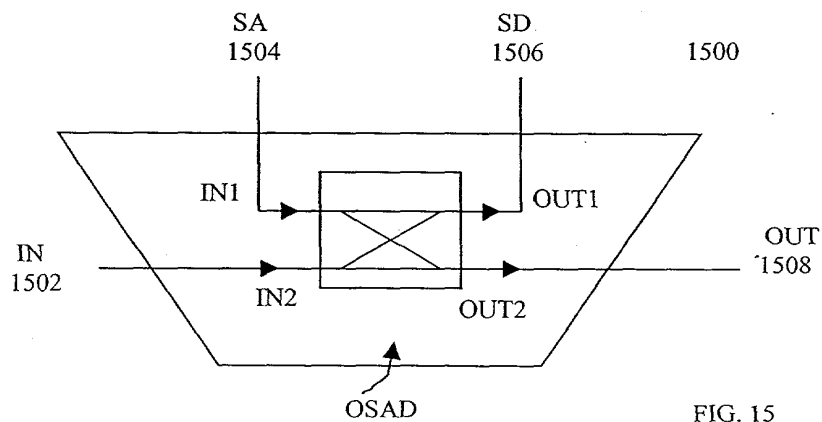 SA
1504
SD
1506
1500
IN1
OUT1
IN
1502
OUT
1508
IN2
OUT2
OSAD
FIG. 15